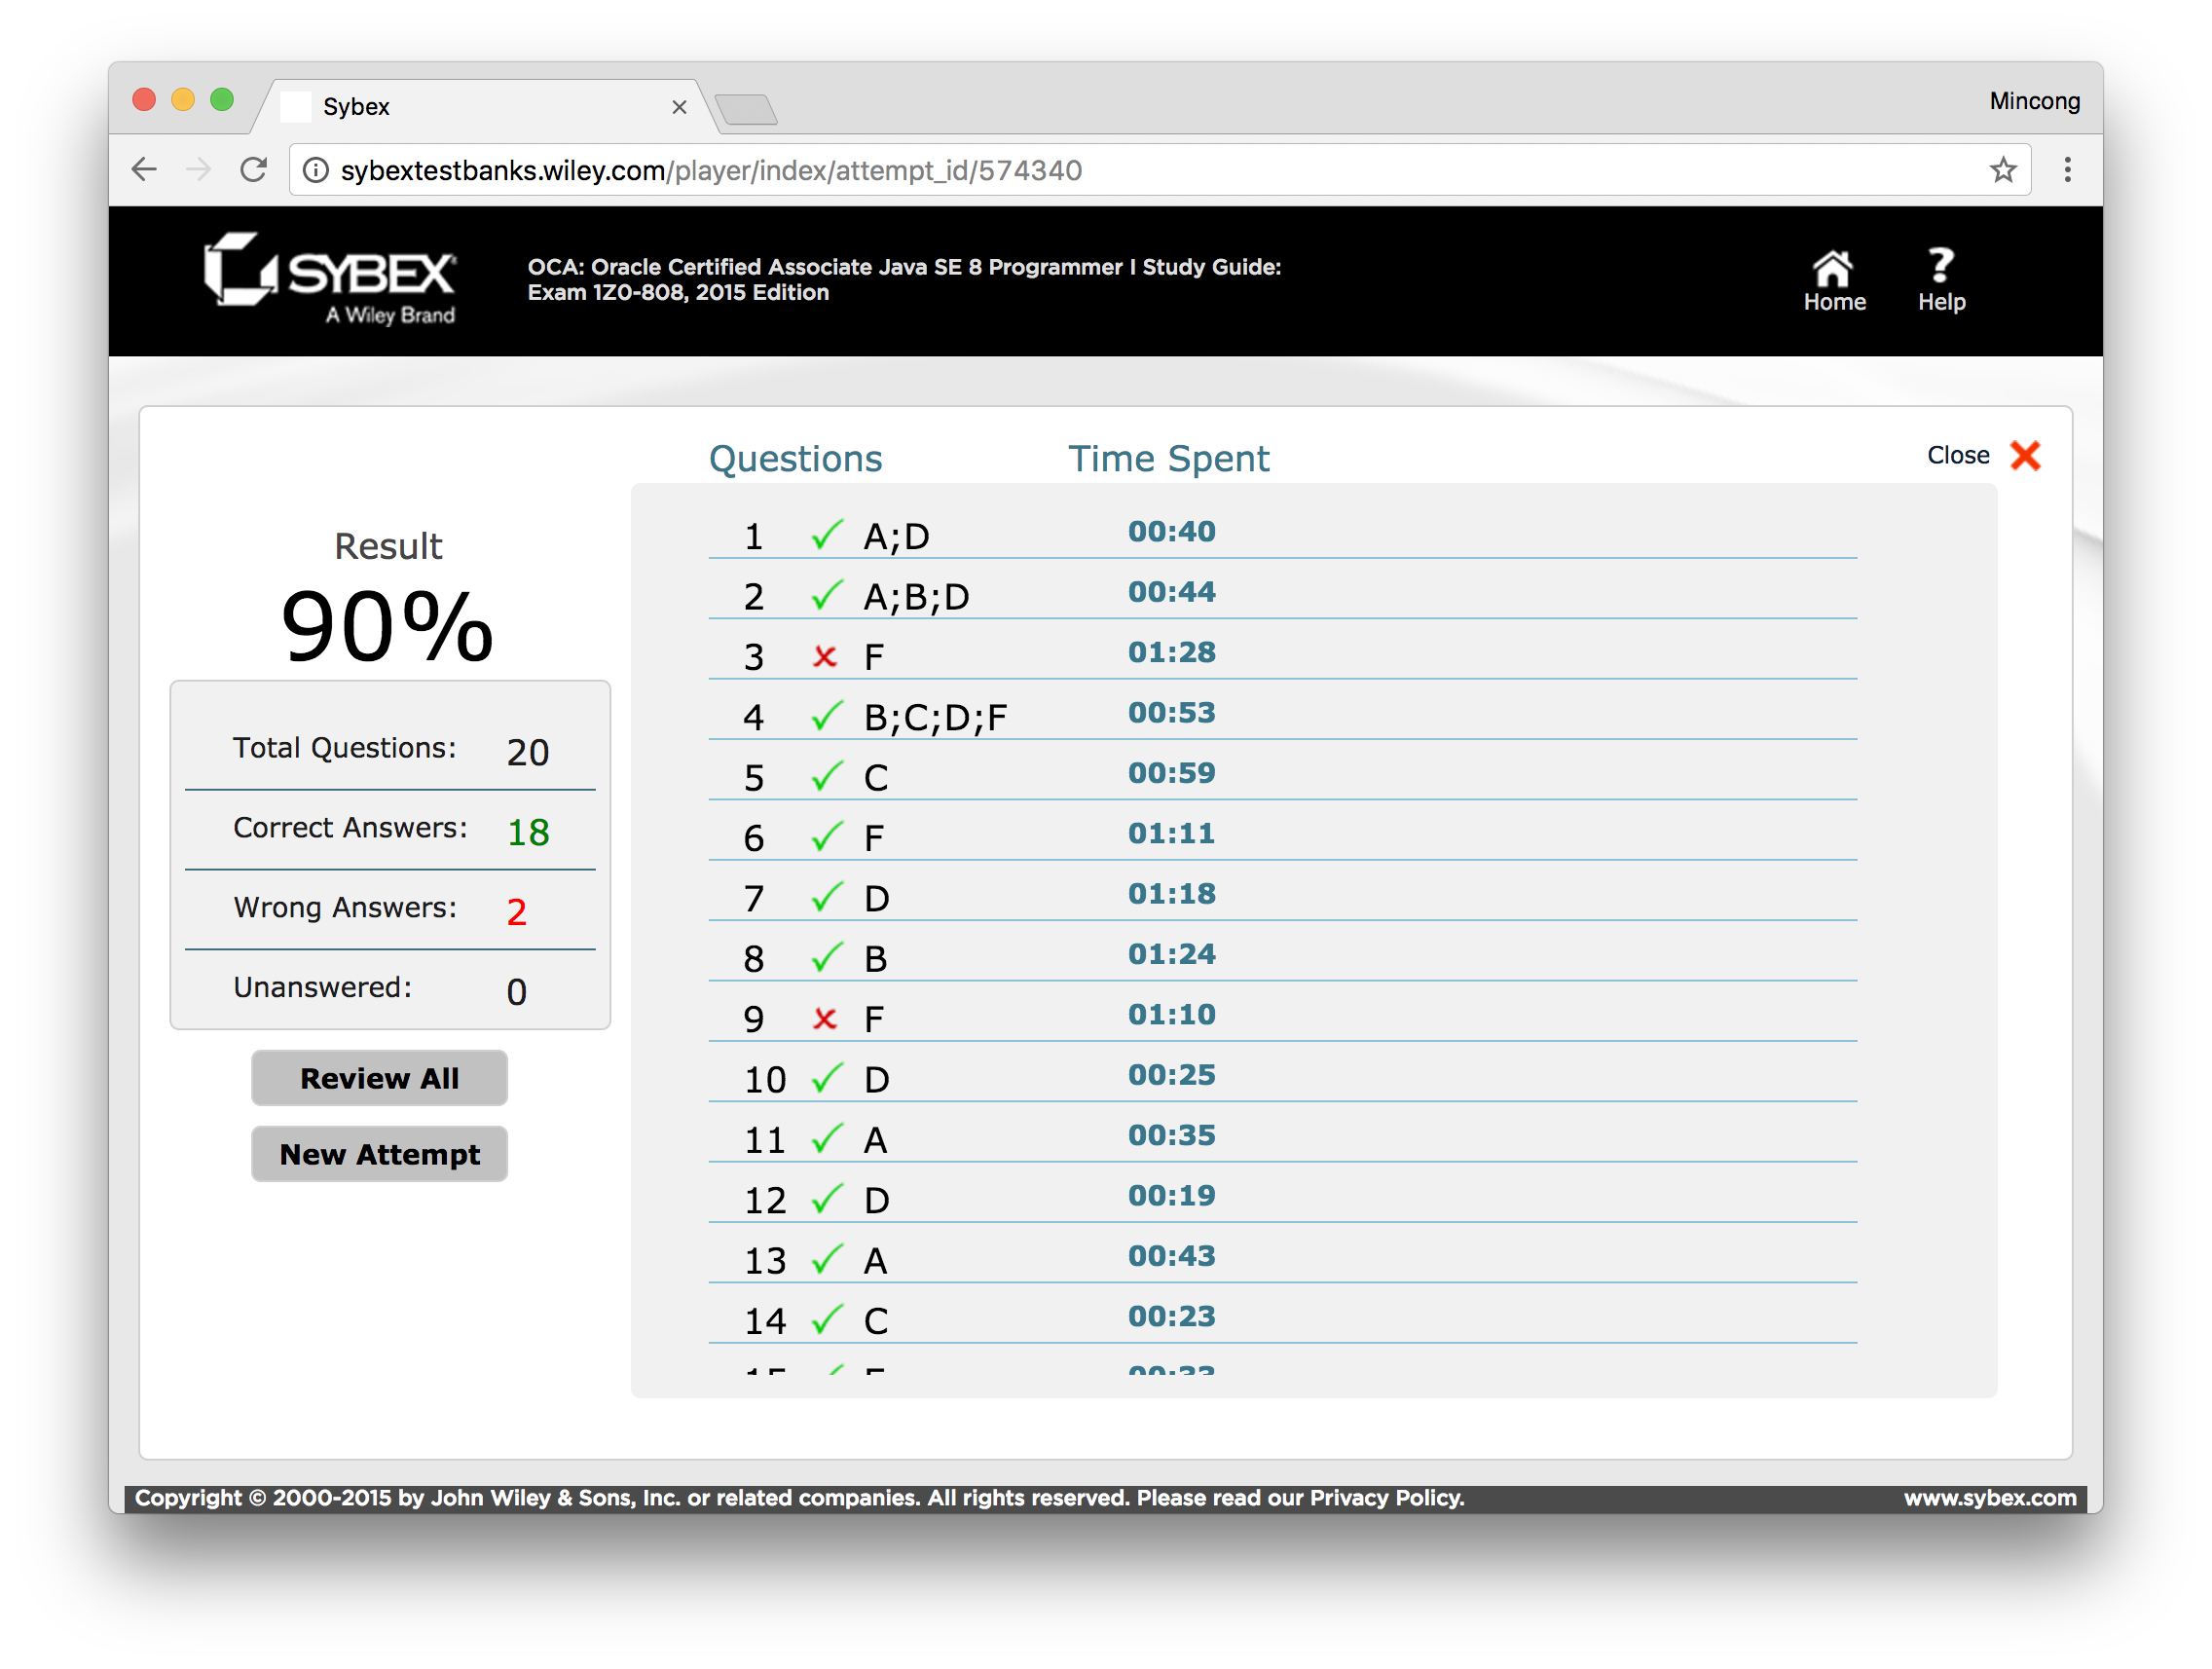 Sybex
Mincong
sybextestbanks.wiley.com/player/index/attempt_id/574340
SYBEX
A Wiley Brand
OCA: Oracle Certified Associate Java SE 8 Programmer I Study Guide:
Exam 1Z0-808, 2015 Edition
Home
Help
Close
Result
90%
Total Questions: 20
Correct Answers: 18
Wrong Answers: 2
Unanswered: 0
Review All
New Attempt
Questions Time Spent
1 A;D 00:40
2 A;B;D 00:44
3 F 01:28
4 B;C;D;F 00:53
5 C 00:59
6 F 01:11
7 D 01:18
8 B 01:24
9 F 01:10
10 D 00:25
11 A 00:35
12 D 00:19
13 A 00:43
14 C 00:23
Copyright © 2000-2015 by John Wiley & Sons, Inc. or related companies. All rights reserved. Please read our Privacy Policy.
www.sybex.com